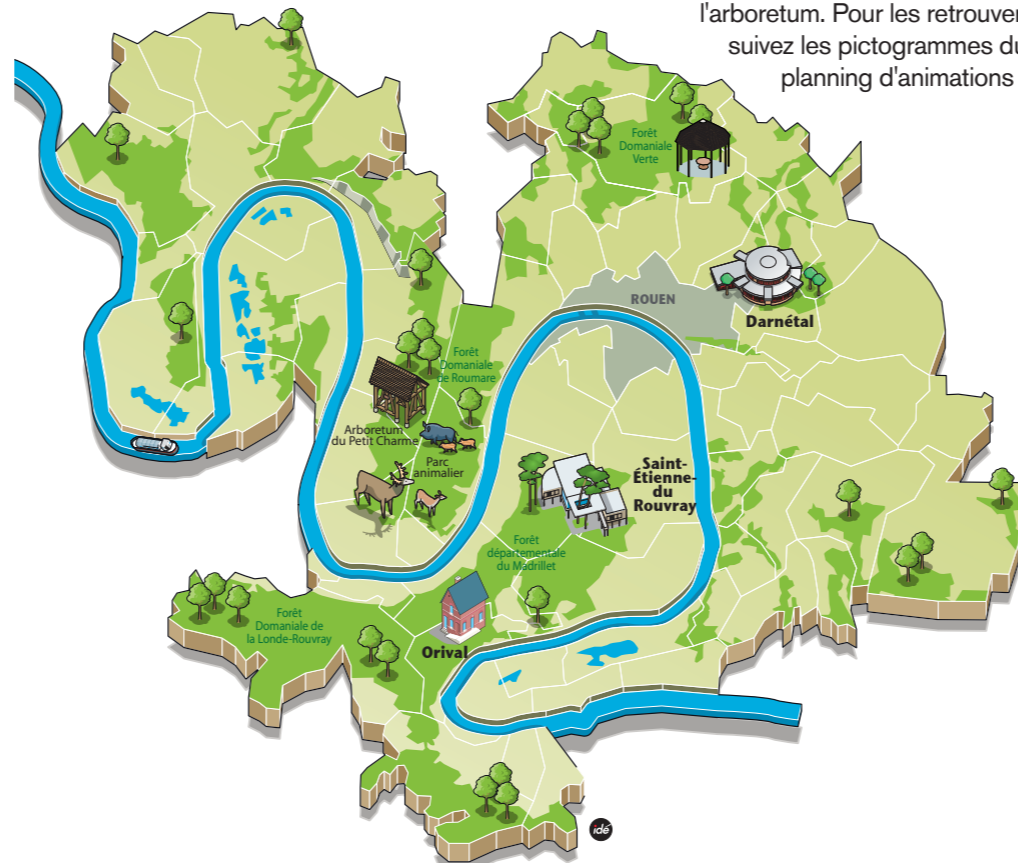 l'arboretum. Pour les retrouver
suivez les pictogrammes du
planning d'animations
Forêt
Domaniale
Verte
ROUEN
Darnétal
Forêt
Domaniale
de Roumare
Arboretum
du Petit Charme
Parc
animalier
Saint-
Étienne-
du
Rouvray
Forêt
départementale
du Madrillet
Forêt
Domaniale de
la Londe-Rouvray
Orival
idé